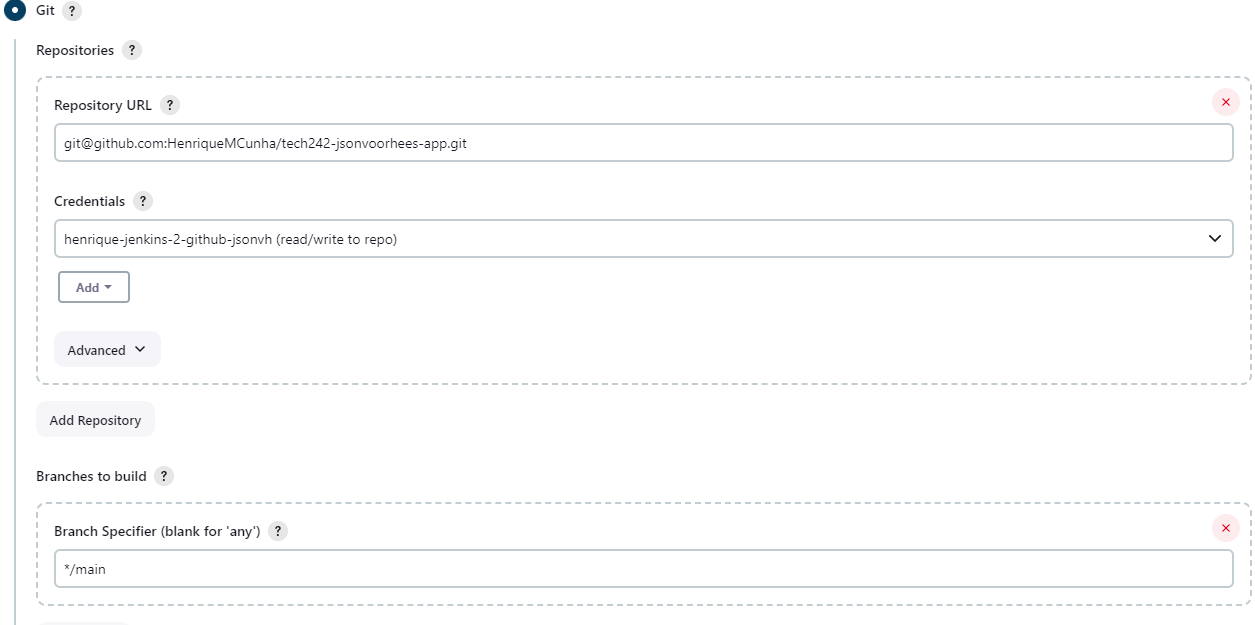 Git ?
Repositories ?
Repository URL ?
git@github.com:HenriqueMCunha/tech242-jsonvoorhees-app.git
Credentials ?
henrique-jenkins-2-github-jsonvh (read/write to repo)
Add
Advanced
Add Repository
Branches to build ?
Branch Specifier (blank for 'any') ?
*/main